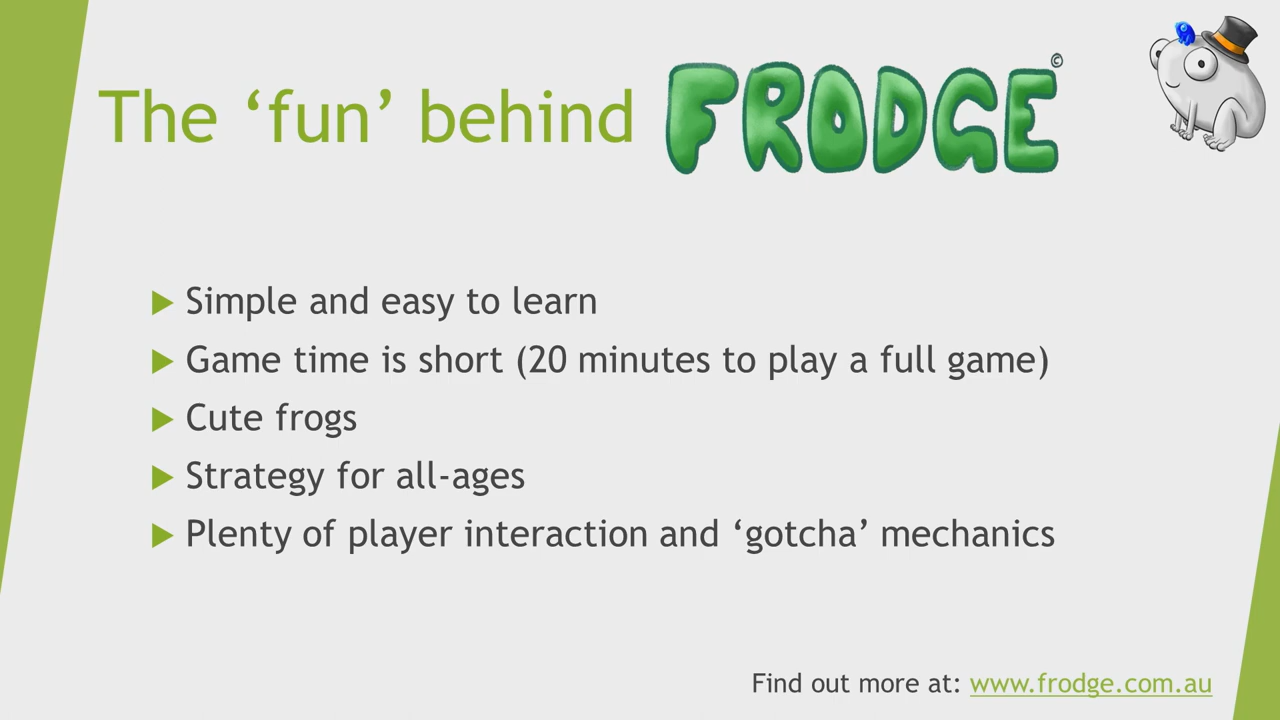 The ‘fun’ behind FRODGE©
Simple and easy to learn
Game time is short (20 minutes to play a full game)
Cute frogs
Strategy for all-ages
Plenty of player interaction and ‘gotcha’ mechanics
Find out more at: www.frodge.com.au